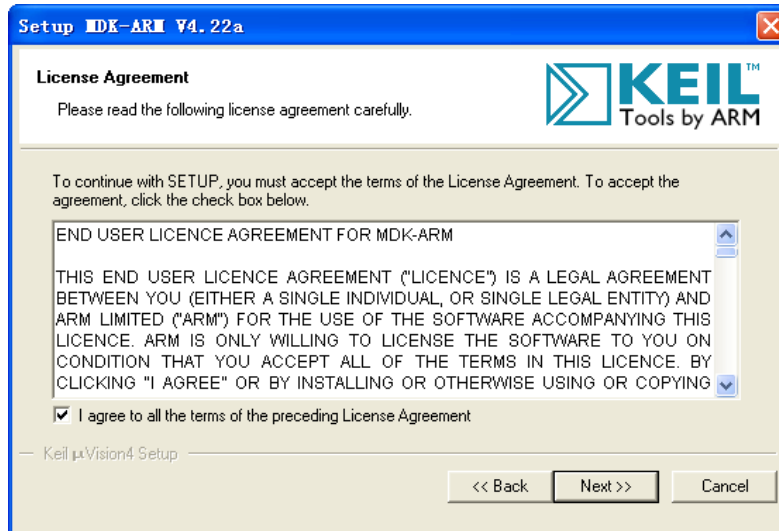 Setup MDK-ARM V4.22a
License Agreement
Please read the following license agreement carefully.
KEIL™
Tools by ARM
To continue with SETUP, you must accept the terms of the License Agreement. To accept the
agreement, click the check box below.
END USER LICENCE AGREEMENT FOR MDK-ARM
THIS END USER LICENCE AGREEMENT ("LICENCE") IS A LEGAL AGREEMENT
BETWEEN YOU (EITHER A SINGLE INDIVIDUAL, OR SINGLE LEGAL ENTITY) AND
ARM LIMITED ("ARM") FOR THE USE OF THE SOFTWARE ACCOMPANYING THIS
LICENCE. ARM IS ONLY WILLING TO LICENSE THE SOFTWARE TO YOU ON
CONDITION THAT YOU ACCEPT ALL OF THE TERMS IN THIS LICENCE. BY
CLICKING "I AGREE" OR BY INSTALLING OR OTHERWISE USING OR COPYING
I agree to all the terms of the preceding License Agreement
Keil µVision4 Setup
<< Back
Next >>
Cancel